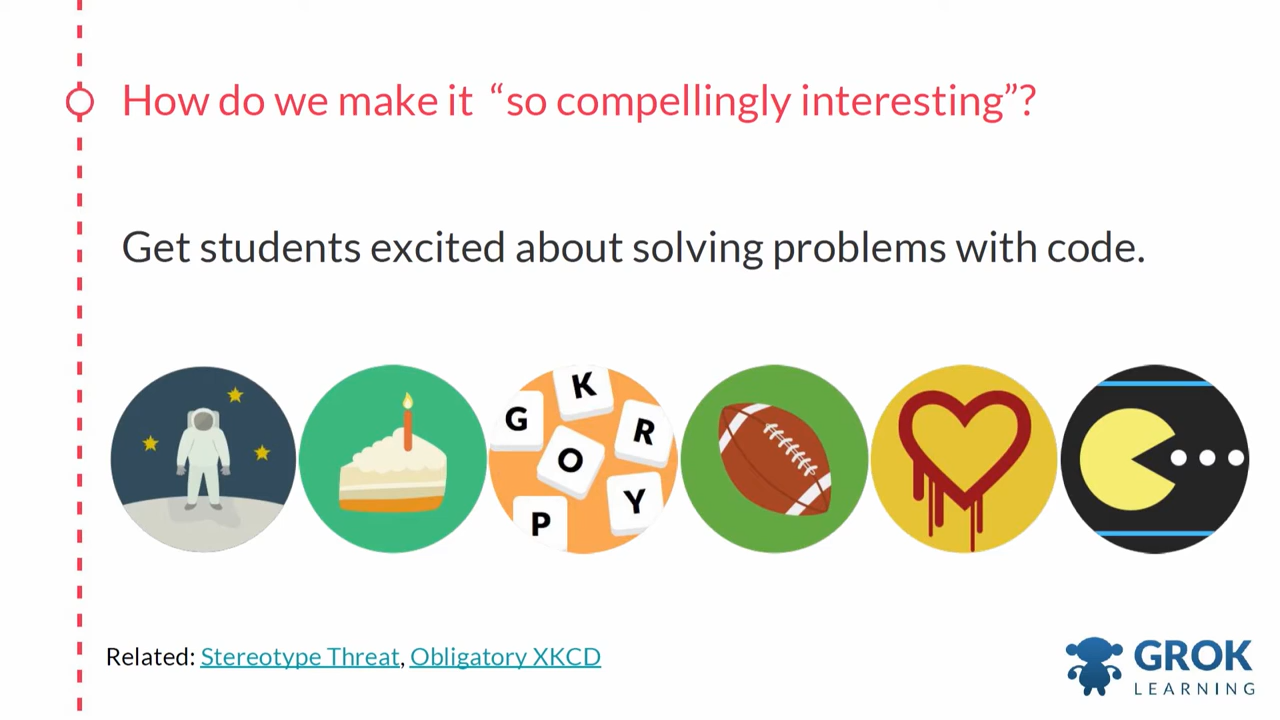 How do we make it “so compellingly interesting”?
Get students excited about solving problems with code.
K
G
R
O
Y
P
Related: Stereotype Threat, Obligatory XKCD
GROK
LEARNING